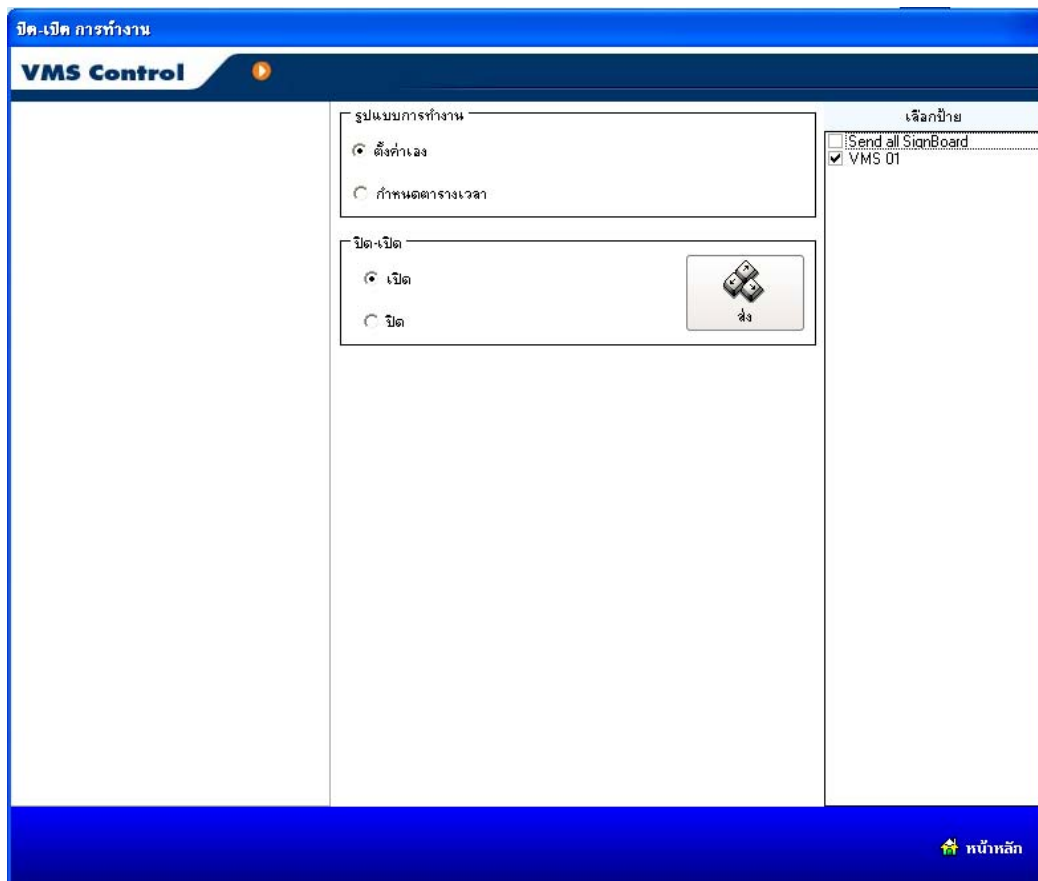 ปิด-เปิด การทำงาน
VMS Control
รูปแบบการทำงาน
ตั้งค่าเอง
กำหนดตารางเวลา
ปิด-เปิด
เปิด
ปิด
ส่ง
เลือกป้าย
Send all SignBoard
VMS 01
หน้าหลัก